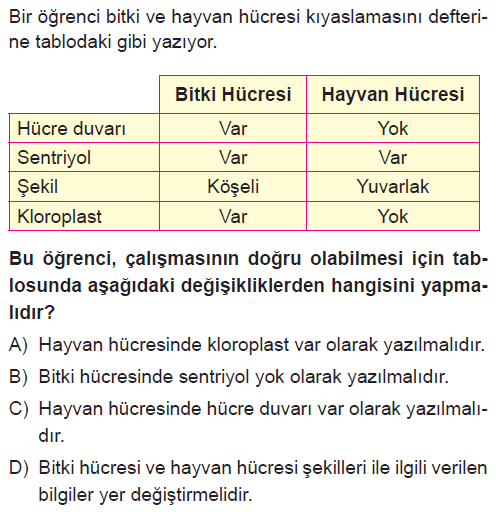 Bir öğrenci bitki ve hayvan hücresi kıyaslamasını defteri-
ne tablodaki gibi yazıyor.
Bitki Hücresi Hayvan Hücresi
Hücre duvarı Var Yok
Sentriyol Var Var
Şekil Köşeli Yuvarlak
Kloroplast Var Yok
Bu öğrenci, çalışmasının doğru olabilmesi için tab-
losunda aşağıdaki değişikliklerden hangisini yapma-
lıdır?
A) Hayvan hücresinde kloroplast var olarak yazılmalıdır.
B) Bitki hücresinde sentriyol yok olarak yazılmalıdır.
C) Hayvan hücresinde hücre duvarı var olarak yazılmalı-
dır.
D) Bitki hücresi ve hayvan hücresi şekilleri ile ilgili verilen
bilgiler yer değiştirmelidir.